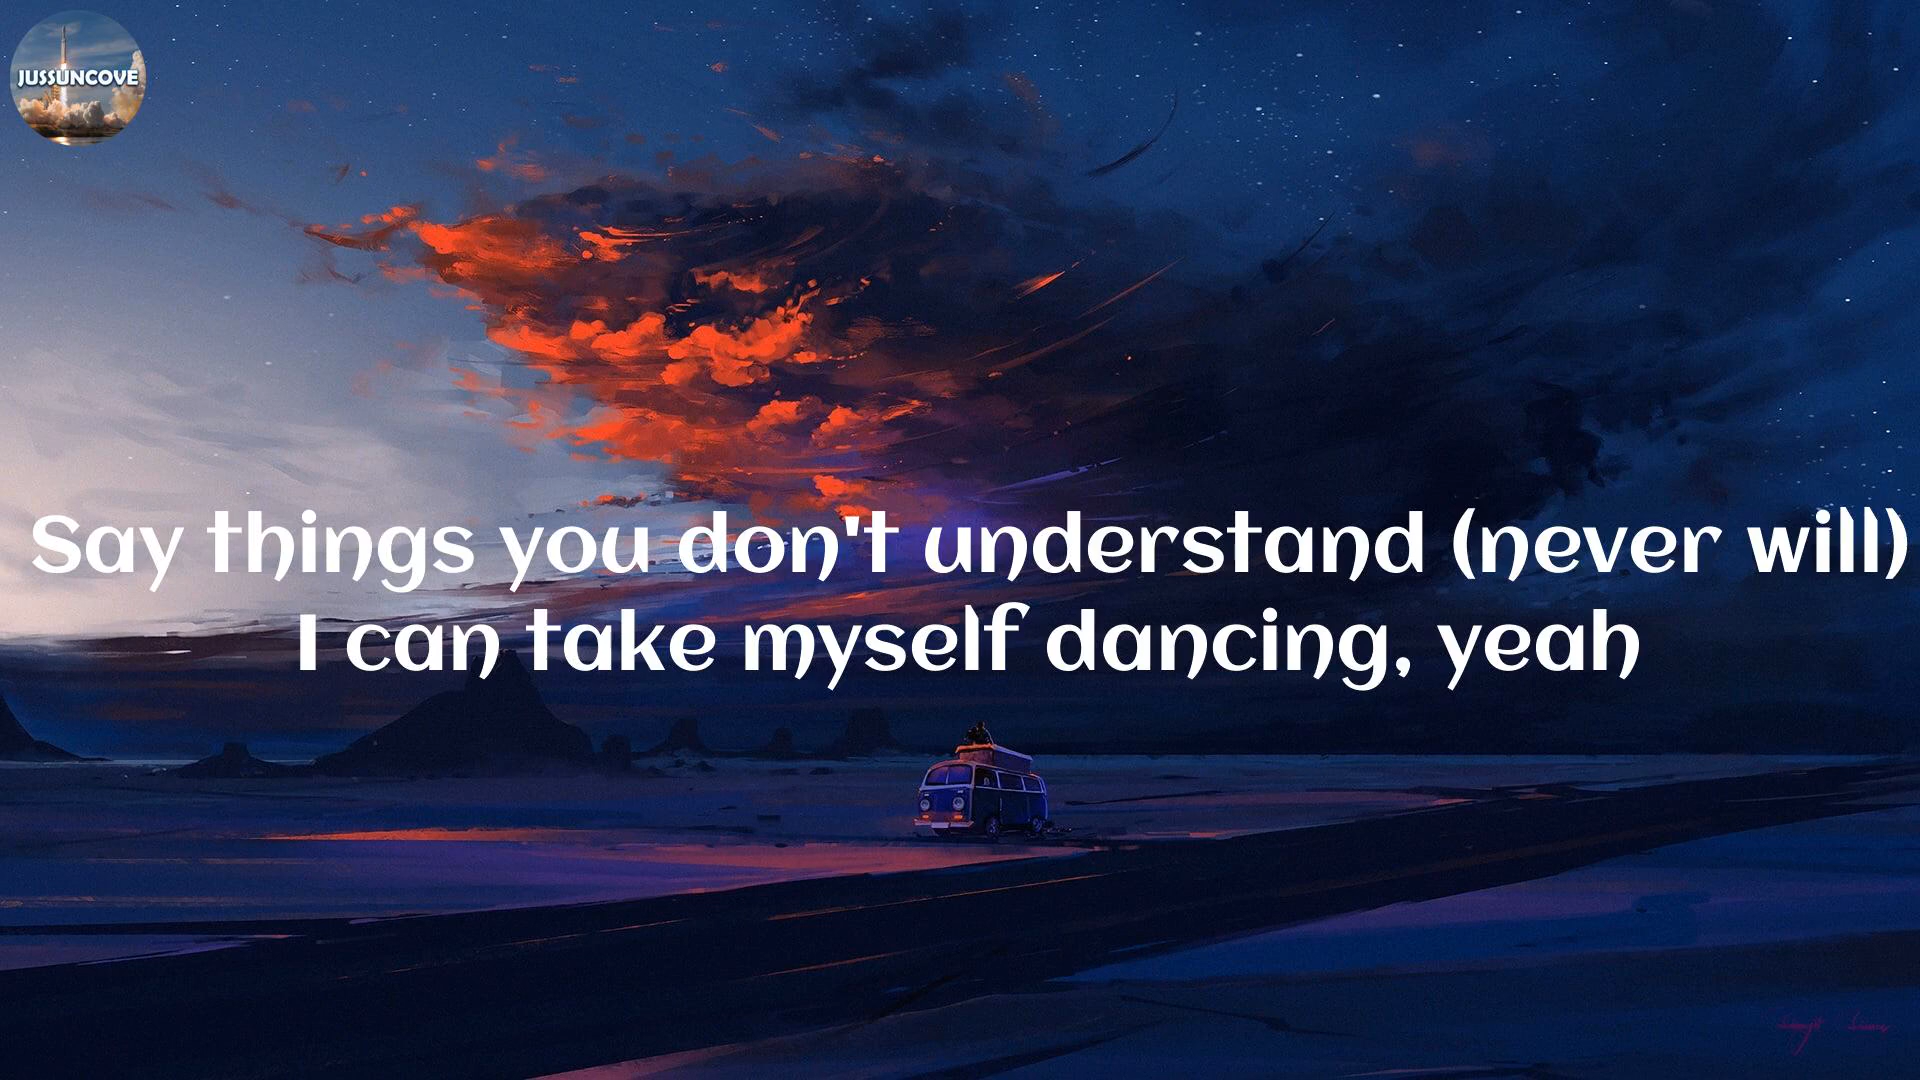 JUSSUNCOVE
Say things you don't understand (never will)
I can take myself dancing, yeah